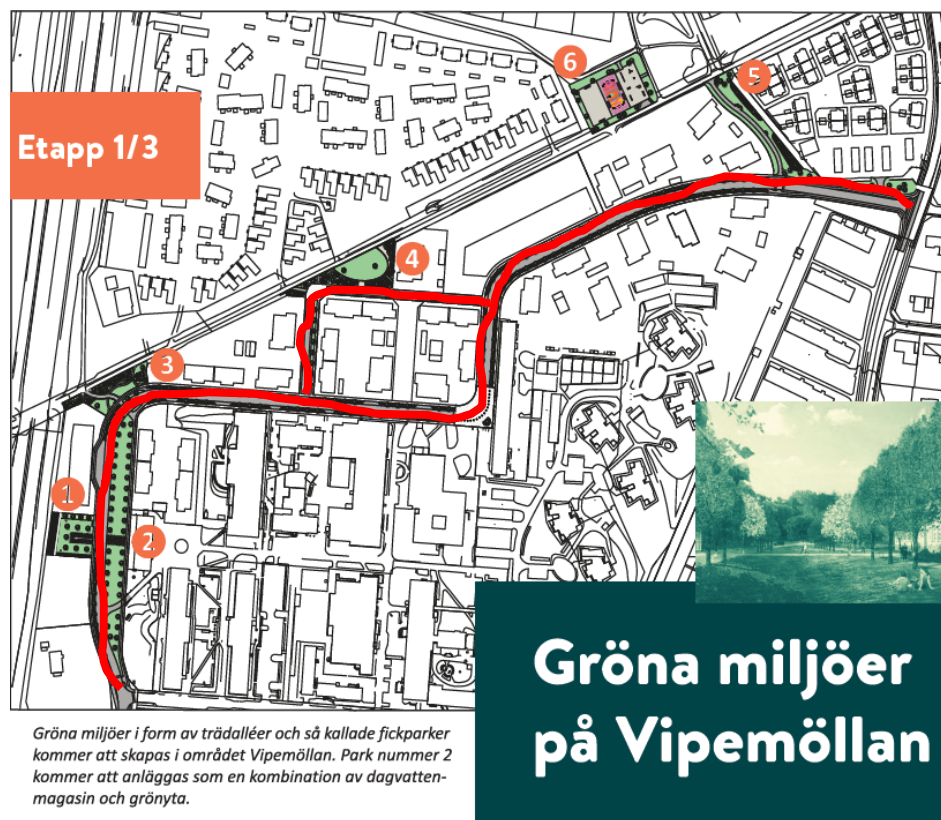 6
5
Etapp 1/3
4
3
1
2
Gröna miljöer
på Vipemöllan
Gröna miljöer i form av trädalléer och så kallade fickparker
kommer att skapas i området Vipemöllan. Park nummer 2
kommer att anläggas som en kombination av dagvatten-
magasin och grönyta.